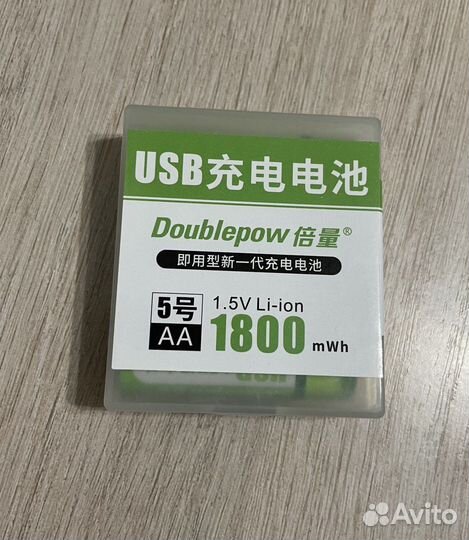 USB充电电池
Doublepow 倍量®
即用型新一代充电电池
5号
AA
1.5V Li-ion
1800 mWh
Avito